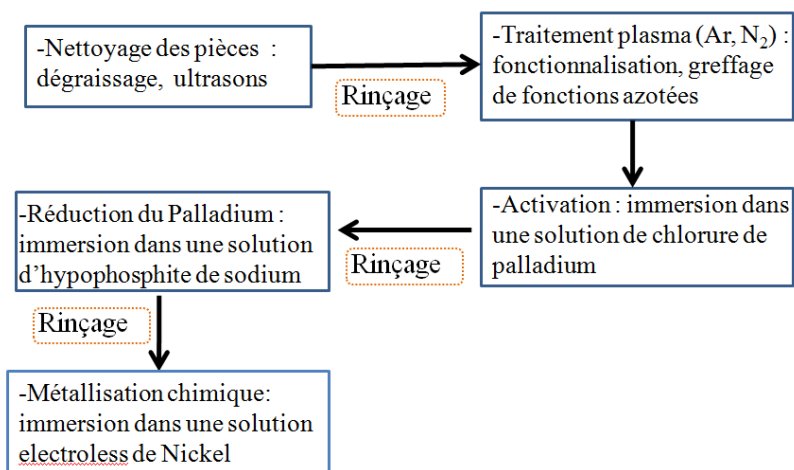 -Nettoyage des pièces :
dégraissage, ultrasons
Rinçage
-Traitement plasma (Ar, N₂) :
fonctionnalisation, greffage
de fonctions azotées
-Activation : immersion dans
une solution de chlorure de
palladium
Rinçage
-Réduction du Palladium :
immersion dans une solution
d’hypophosphite de sodium
Rinçage
-Métallisation chimique:
immersion dans une solution
electroless de Nickel